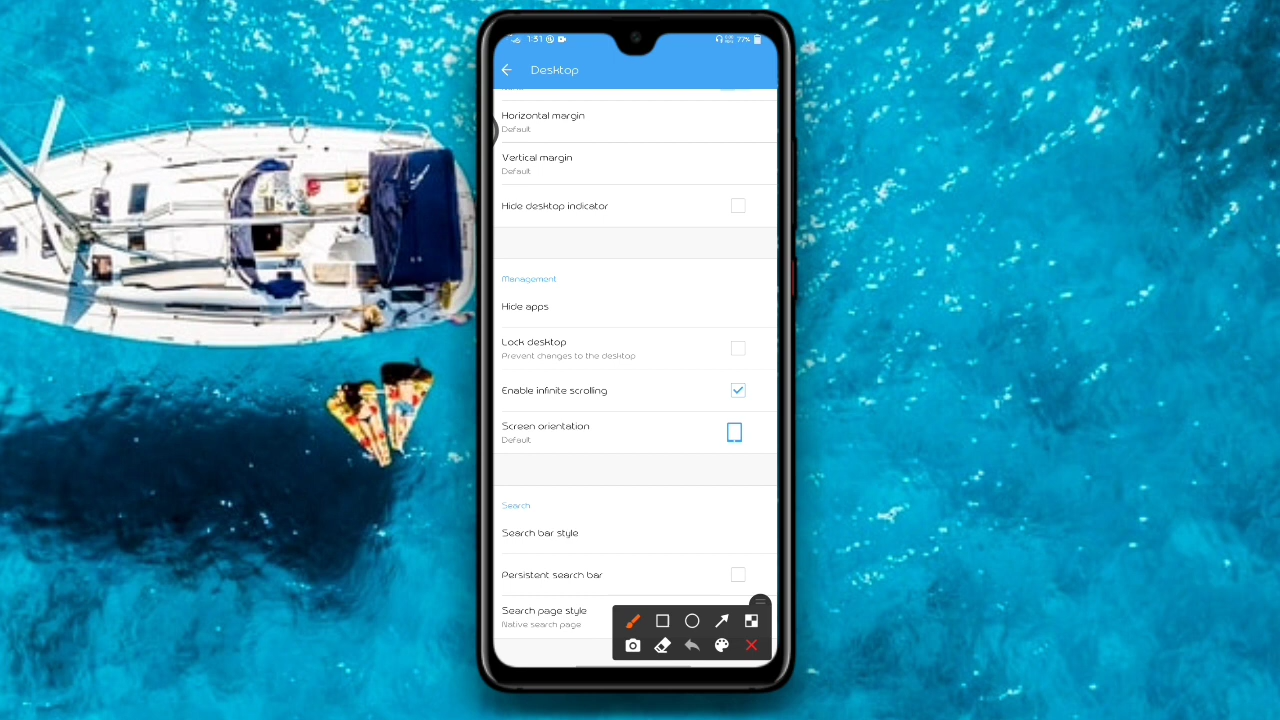 1:31
77%
Desktop
Horizontal margin
Default
Vertical margin
Default
Hide desktop indicator
Management
Hide apps
Lock desktop
Prevent changes to the desktop
Enable infinite scrolling
Screen orientation
Default
Search
Search bar style
Persistent search bar
Search page style
Native search page